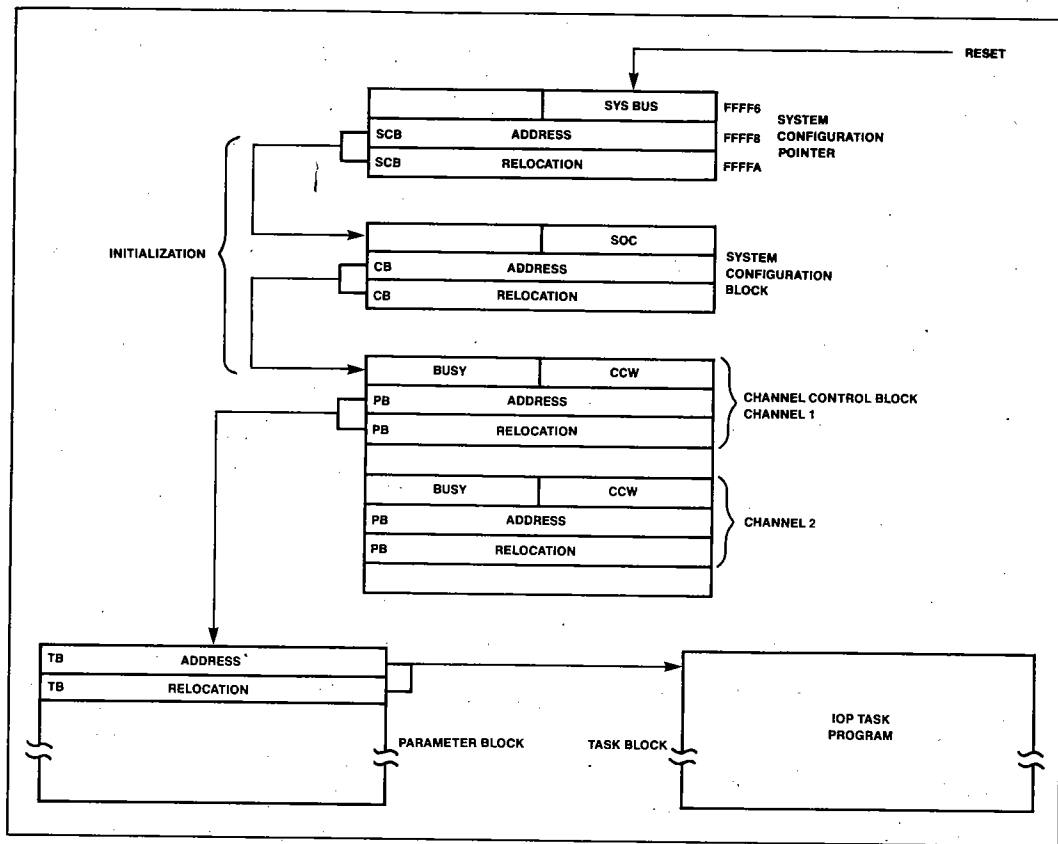 RESET
SYS BUS FFFF6
SCB ADDRESS FFFF8
SCB RELOCATION FFFFA
SYSTEM
CONFIGURATION
POINTER
INITIALIZATION
SOC
CB ADDRESS
CB RELOCATION
SYSTEM
CONFIGURATION
BLOCK
BUSY CCW
PB ADDRESS
PB RELOCATION
CHANNEL CONTROL BLOCK
CHANNEL 1
BUSY CCW
PB ADDRESS
PB RELOCATION
CHANNEL 2
TB ADDRESS
TB RELOCATION
PARAMETER BLOCK
TASK BLOCK
IOP TASK
PROGRAM